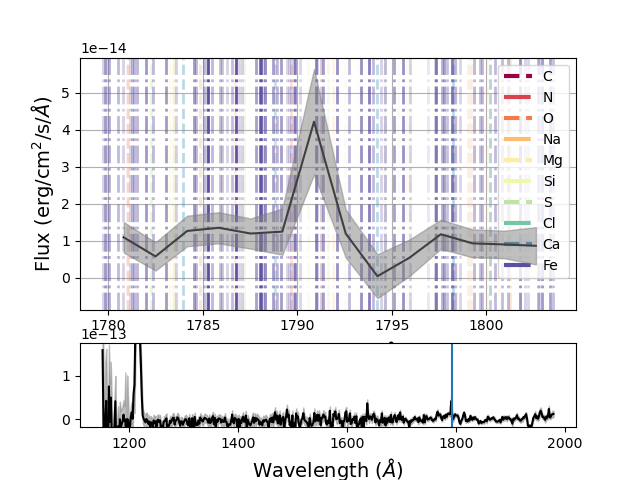 1e−14
Flux (erg/cm²/s/Å)
5
4
3
2
1
0
C
N
O
Na
Mg
Si
S
Cl
Ca
Fe
1780 1785 1790 1795 1800
1e−13
1
0
1200 1400 1600 1800 2000
Wavelength (Å)